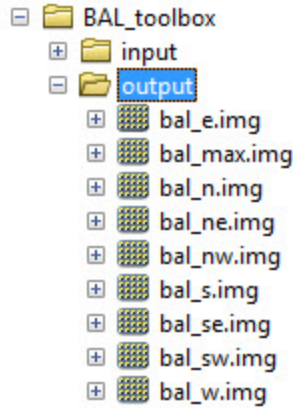 BAL_toolbox
input
output
bal_e.img
bal_max.img
bal_n.img
bal_ne.img
bal_nw.img
bal_s.img
bal_se.img
bal_sw.img
bal_w.img